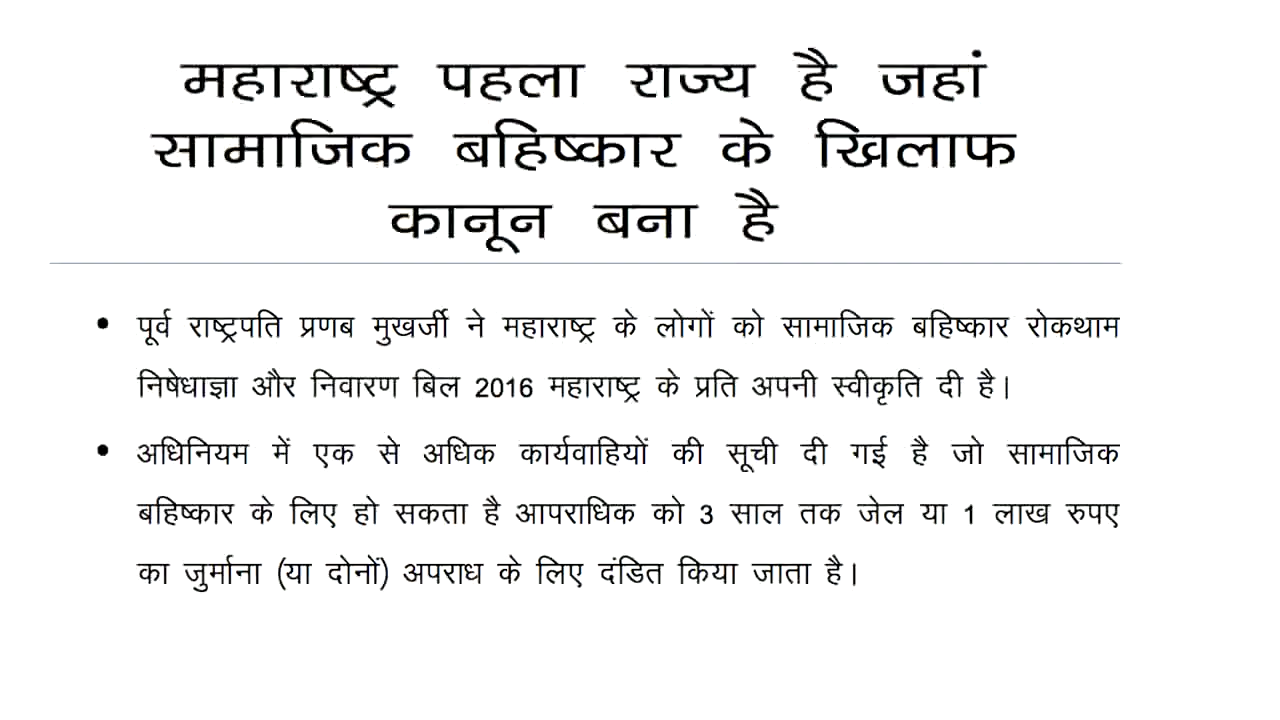 महाराष्ट्र पहला राज्य है जहां
सामाजिक बहिष्कार के खिलाफ
कानून बना है
• पूर्व राष्ट्रपति प्रणब मुखर्जी ने महाराष्ट्र के लोगों को सामाजिक बहिष्कार रोकथाम
निषेधाज्ञा और निवारण बिल 2016 महाराष्ट्र के प्रति अपनी स्वीकृति दी है।
• अधिनियम में एक से अधिक कार्यवाहियों की सूची दी गई है जो सामाजिक
बहिष्कार के लिए हो सकता है आपराधिक को 3 साल तक जेल या 1 लाख रुपए
का जुर्माना (या दोनों) अपराध के लिए दंडित किया जाता है।